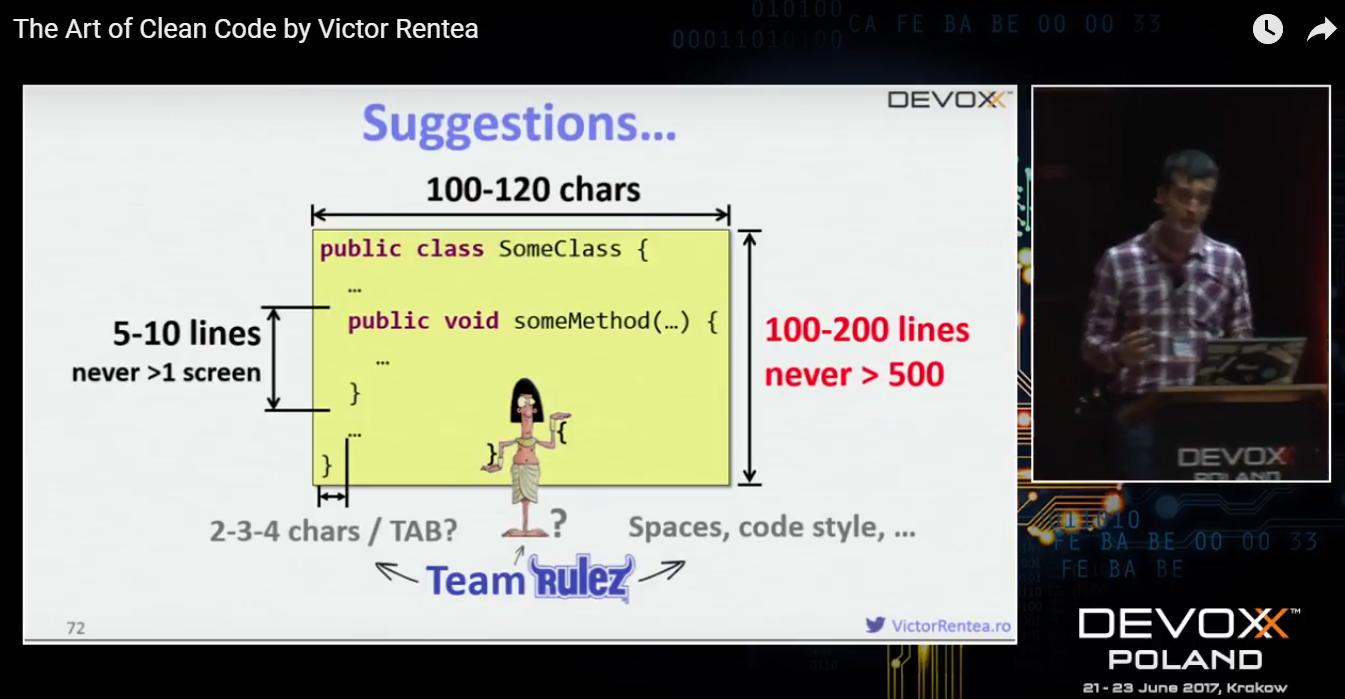 The Art of Clean Code by Victor Rentea
010100
CA FE BA BE 00 00 33
00011010100
DEVOXX™
Suggestions...
100-120 chars
public class SomeClass {
...
public void someMethod(...) {
...
}
...
}
5-10 lines
never >1 screen
100-200 lines
never > 500
}
{
2-3-4 chars / TAB?
?
Spaces, code style, ...
Team Rulez
72
VictorRentea.ro
DEVOXX
POLAND
011010
FE BA BE 00 00 33
FE BA BE
DEVOXX™
POLAND
21 - 23 June 2017, Krakow